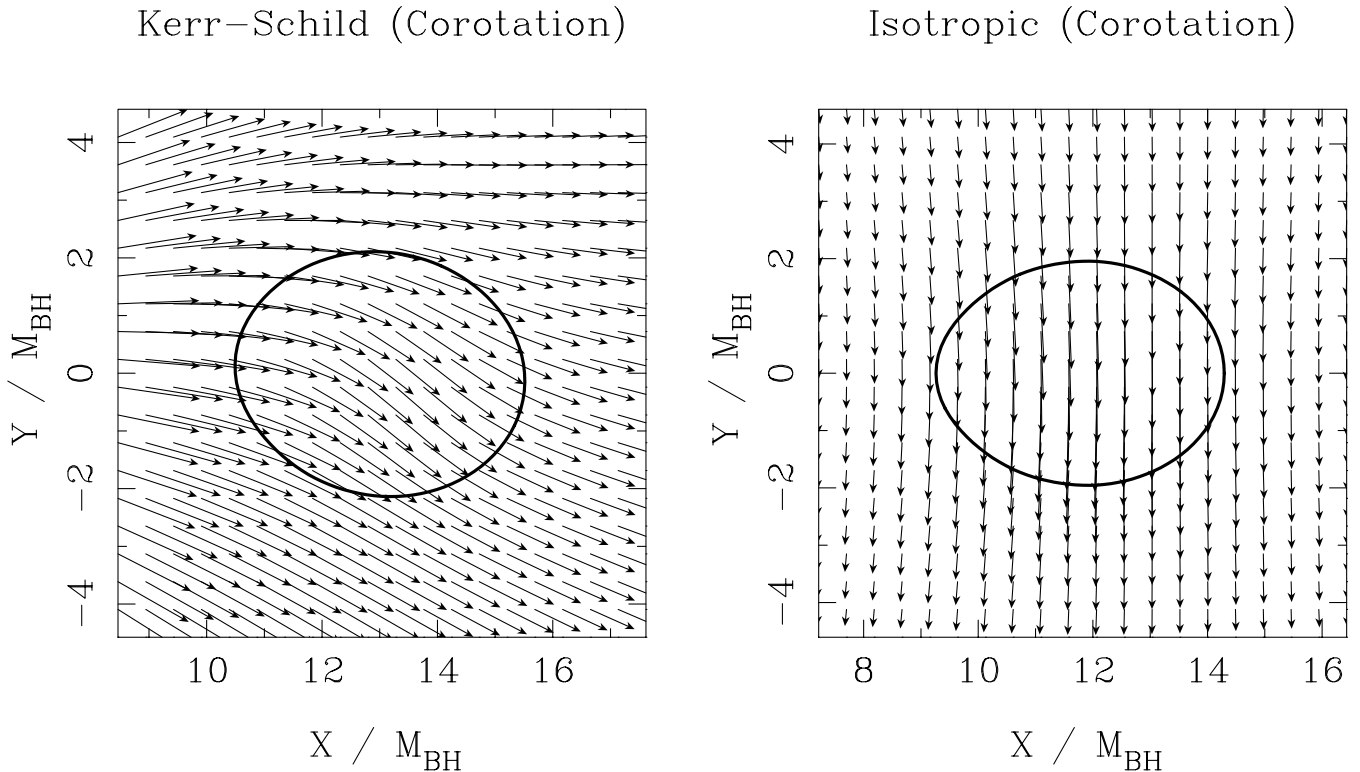 Kerr−Schild (Corotation)
4
2
0
−2
−4
Y / M_BH
10 12 14 16
X / M_BH
Isotropic (Corotation)
4
2
0
−2
−4
Y / M_BH
8 10 12 14 16
X / M_BH